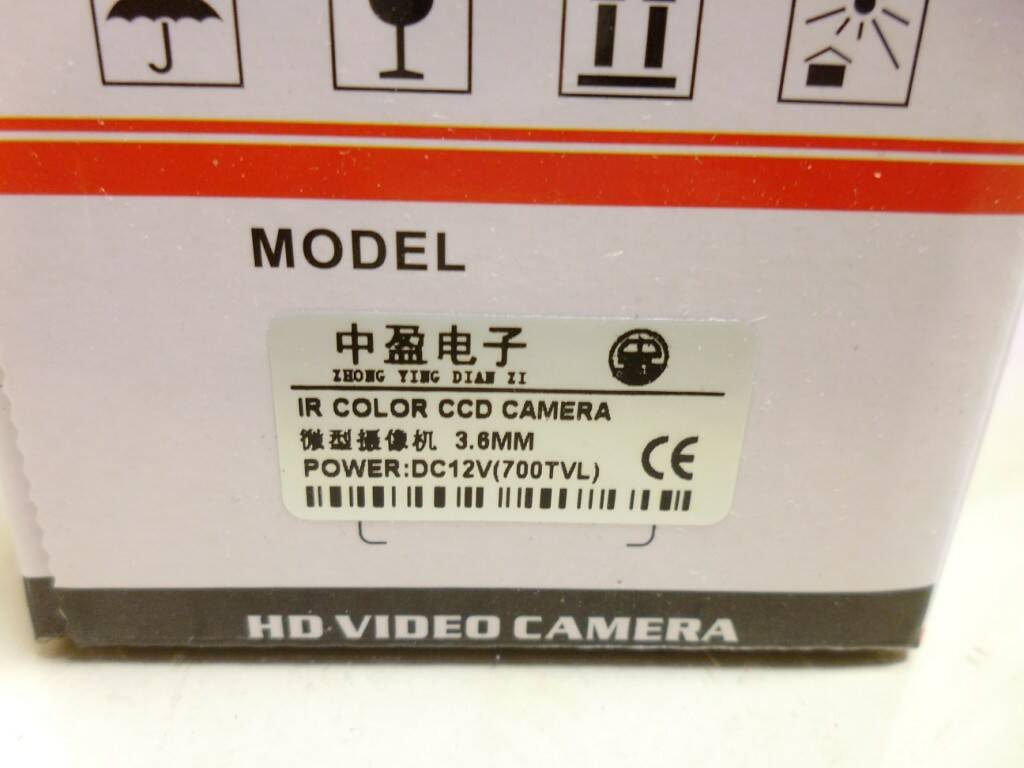 MODEL
中盈电子
ZHONG YING DIAN ZI
IR COLOR CCD CAMERA
微型摄像机 3.6MM
POWER:DC12V(700TVL)
CE
HD VIDEO CAMERA